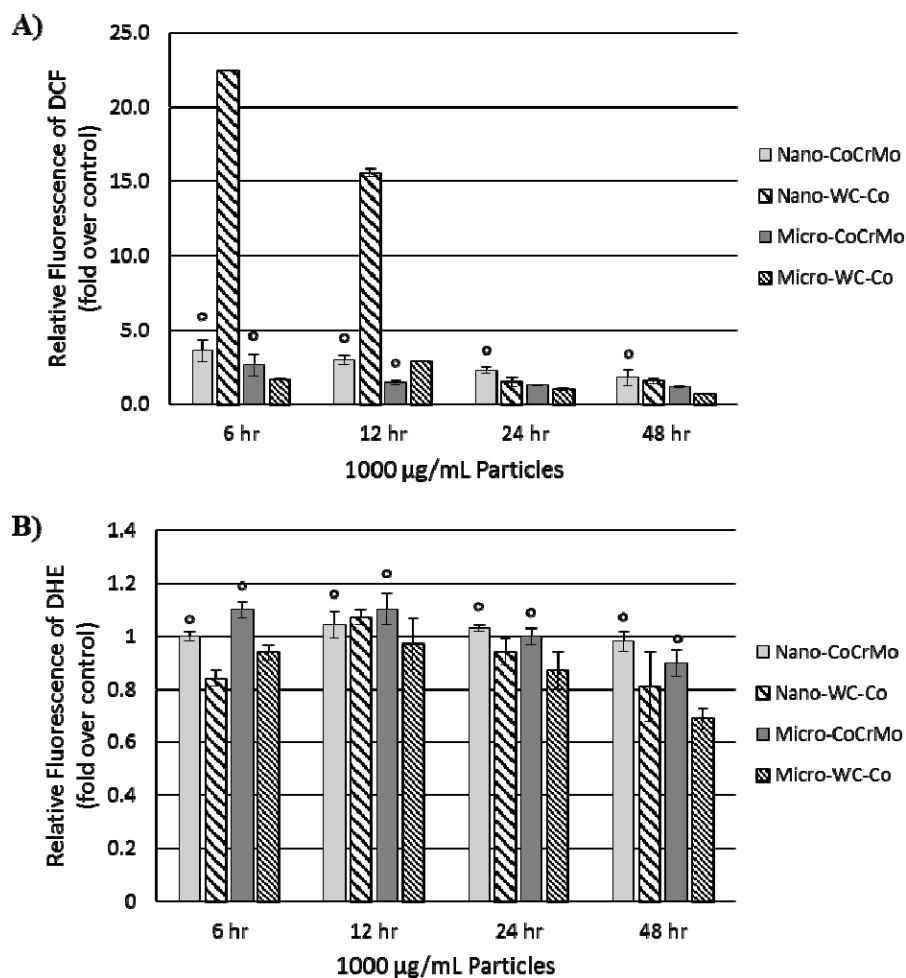 A)
Relative Fluorescence of DCF
(fold over control)
25.0
20.0
15.0
10.0
5.0
0.0
6 hr
12 hr
24 hr
48 hr
1000 µg/mL Particles
Nano-CoCrMo
Nano-WC-Co
Micro-CoCrMo
Micro-WC-Co
B)
Relative Fluorescence of DHE
(fold over control)
1.4
1.2
1
0.8
0.6
0.4
0.2
0
6 hr
12 hr
24 hr
48 hr
1000 µg/mL Particles
Nano-CoCrMo
Nano-WC-Co
Micro-CoCrMo
Micro-WC-Co